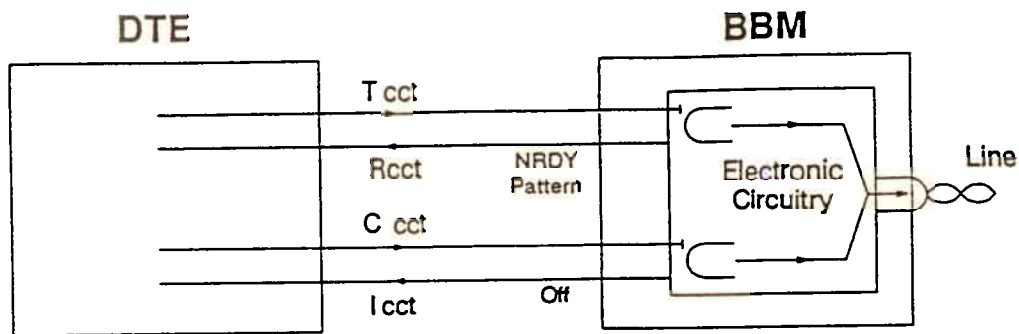 DTE
BBM
T cct
Rcct
NRDY
Pattern
Electronic
Circuitry
Line
C cct
I cct
Off